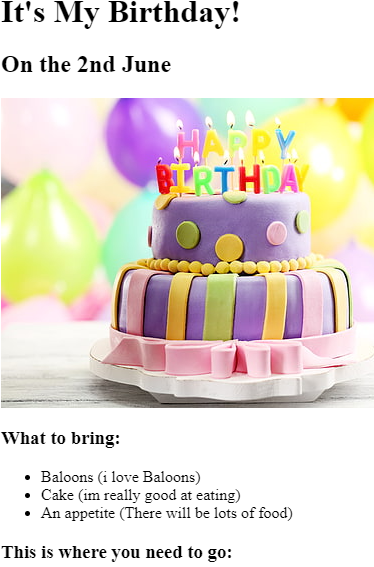 It's My Birthday!
On the 2nd June
HAPPY
BIRTHDAY
What to bring:
Baloons (i love Baloons)
Cake (im really good at eating)
An appetite (There will be lots of food)
This is where you need to go: